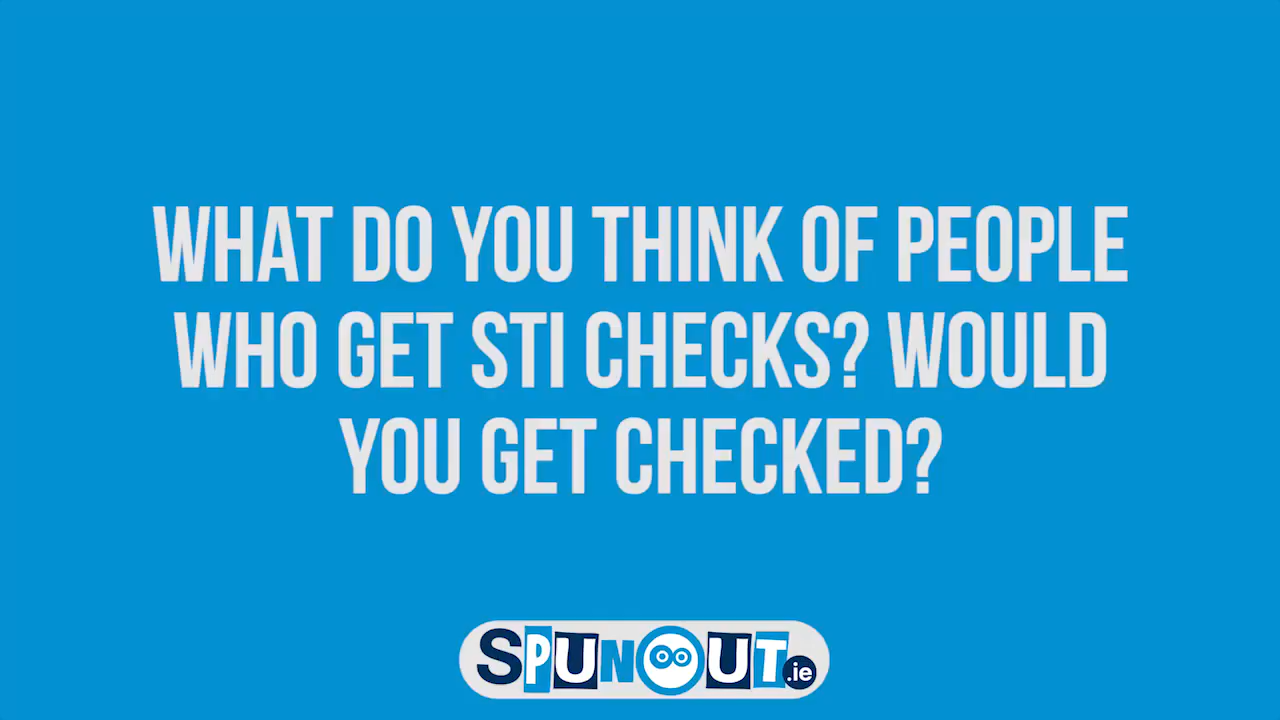 WHAT DO YOU THINK OF PEOPLE
WHO GET STI CHECKS? WOULD
YOU GET CHECKED?
SPUNOUT.ie